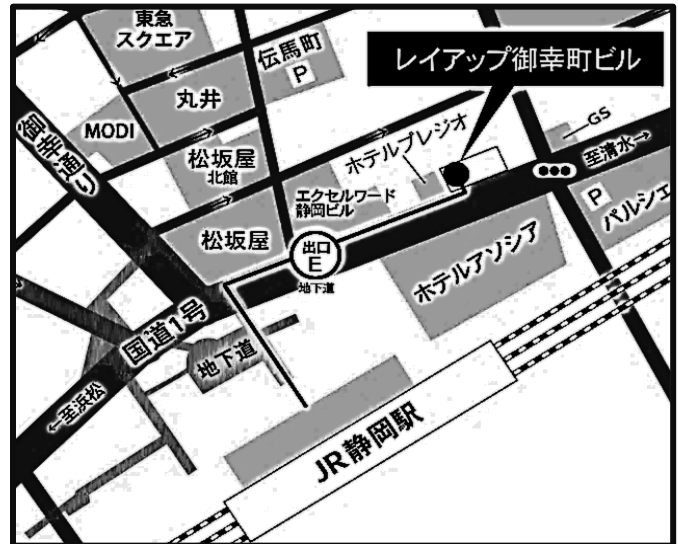 東急
スクエア
伝馬町
P
レイアップ御幸町ビル
丸井
MODI
御幸通り
松坂屋
北館
ホテルプレジオ
GS
至清水→
エクセルワード
静岡ビル
P
パルシェ
松坂屋
出口
E
地下道
ホテルアソシア
国道1号
地下道
←至浜松
JR静岡駅